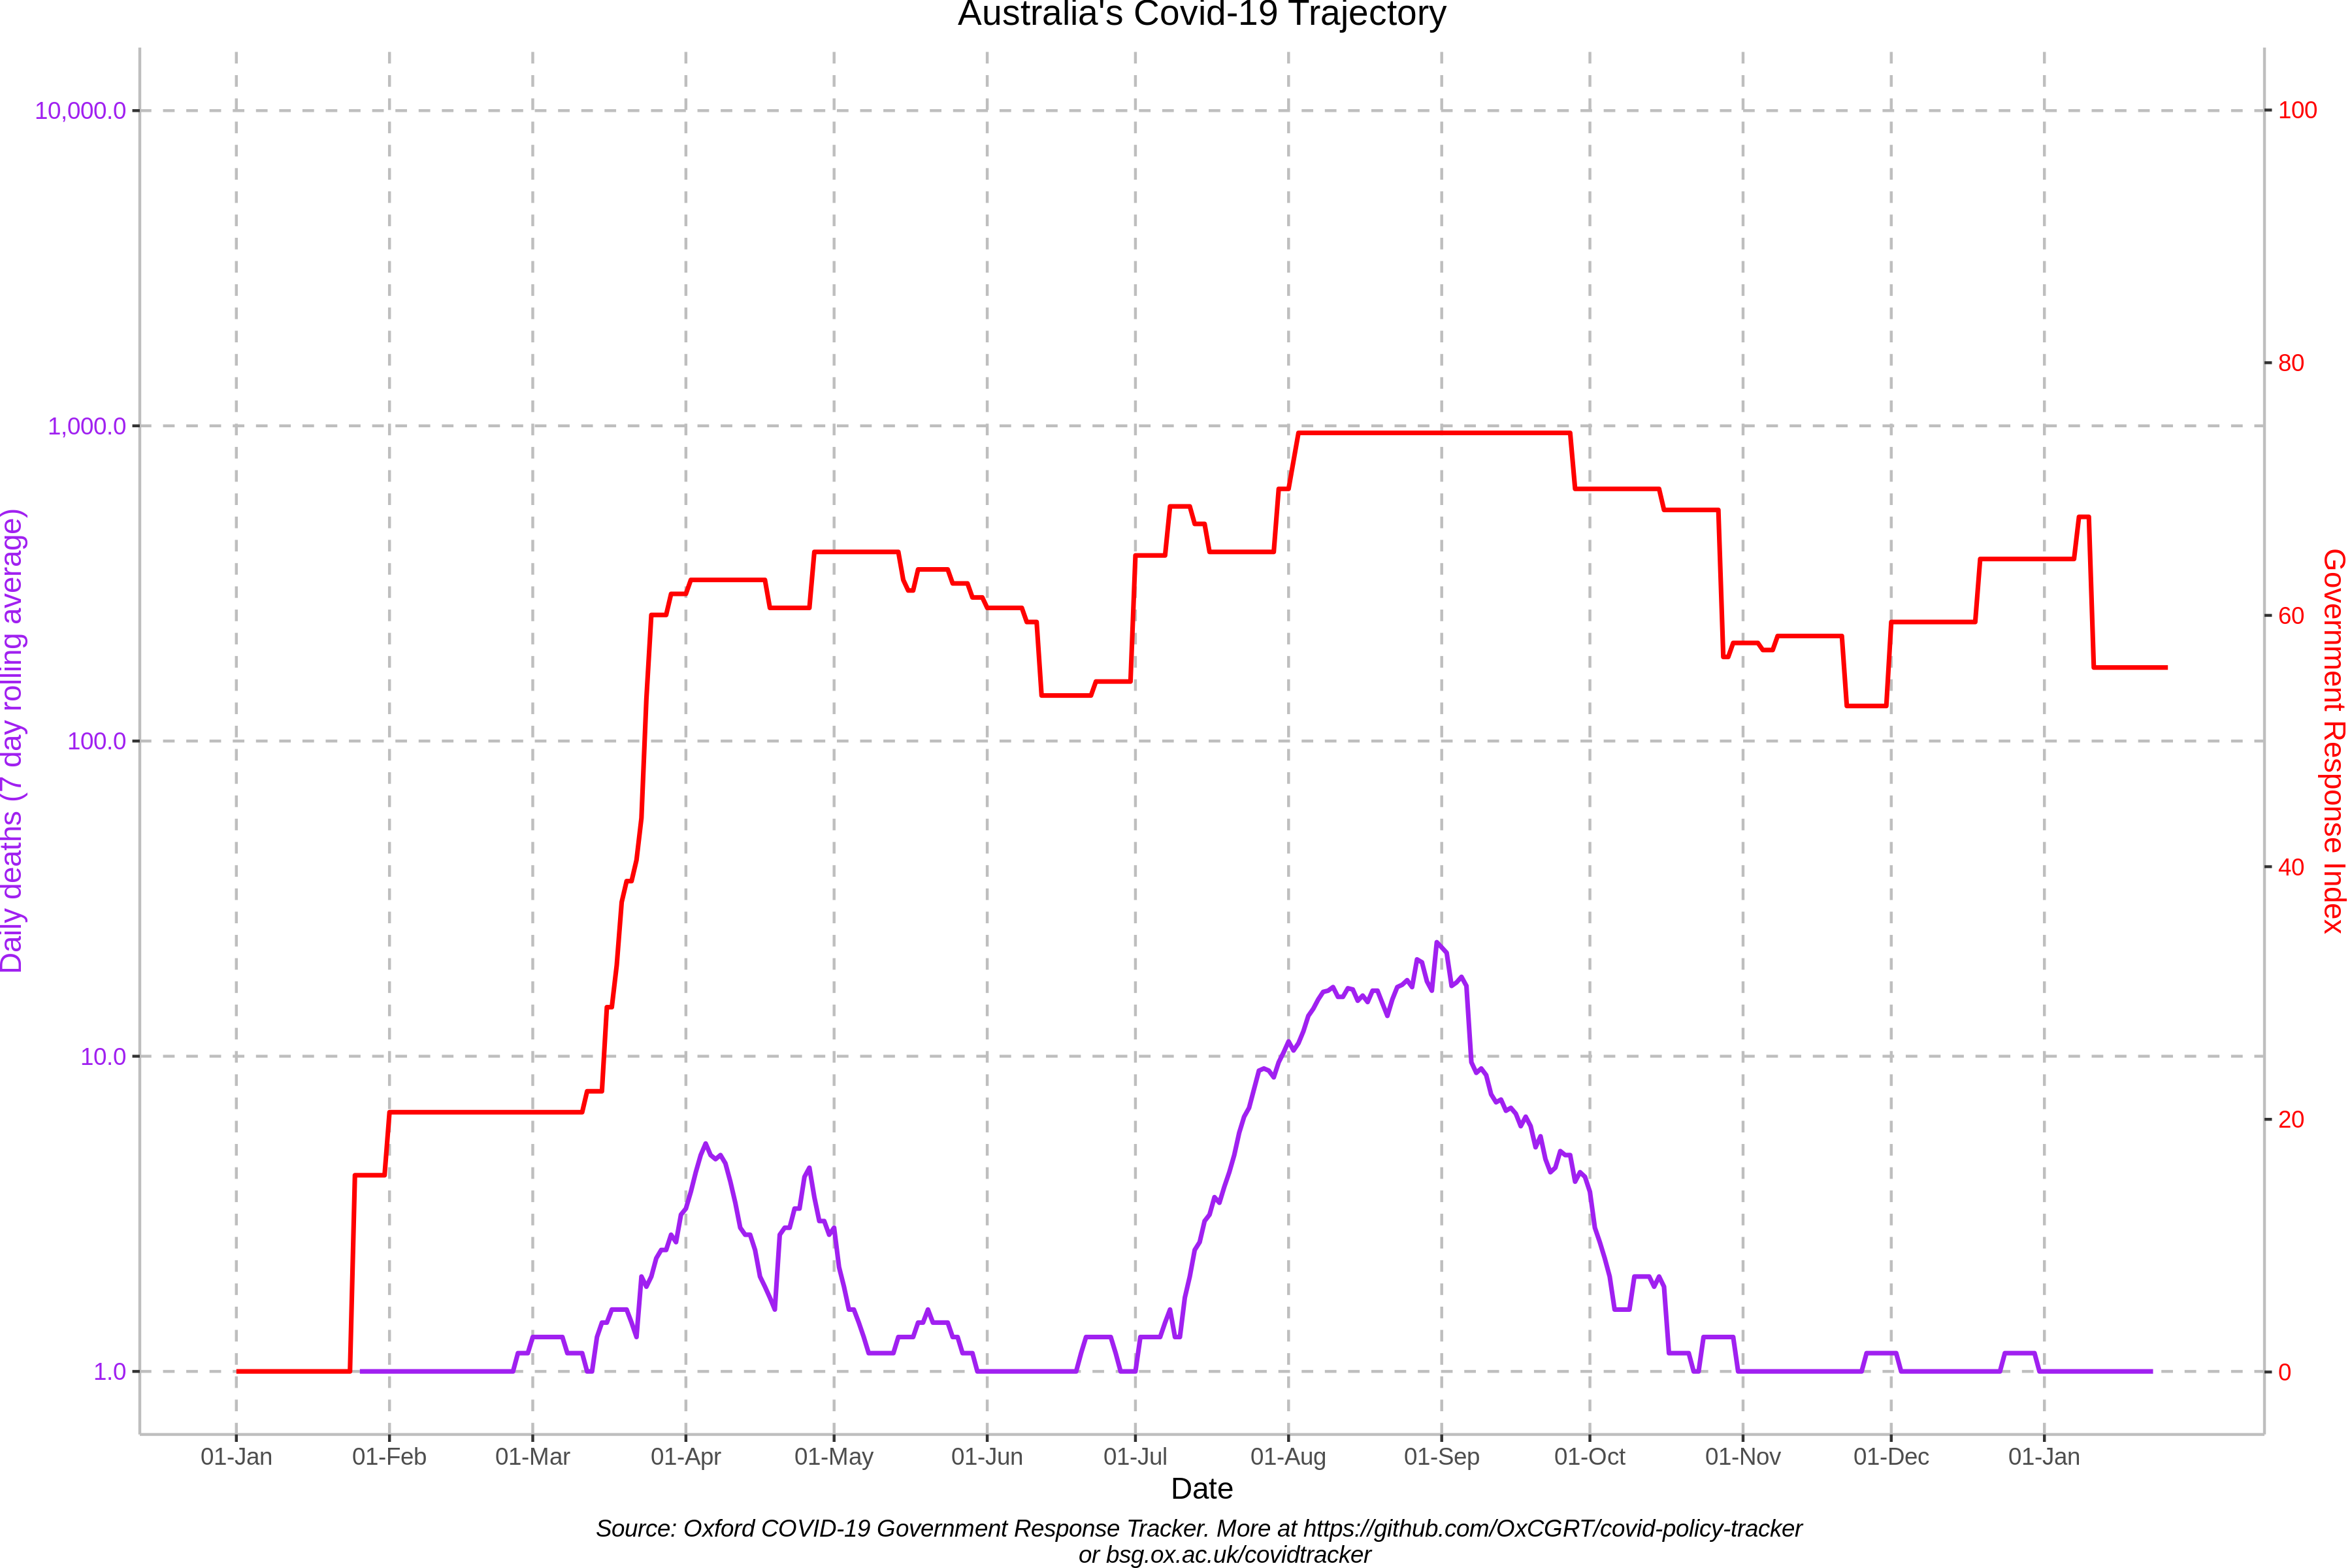 Australia's Covid-19 Trajectory
10,000.0
1,000.0
100.0
10.0
1.0
Daily deaths (7 day rolling average)
100
80
60
40
20
0
Government Response Index
01-Jan
01-Feb
01-Mar
01-Apr
01-May
01-Jun
01-Jul
01-Aug
01-Sep
01-Oct
01-Nov
01-Dec
01-Jan
Date
Source: Oxford COVID-19 Government Response Tracker. More at https://github.com/OxCGRT/covid-policy-tracker
or bsg.ox.ac.uk/covidtracker